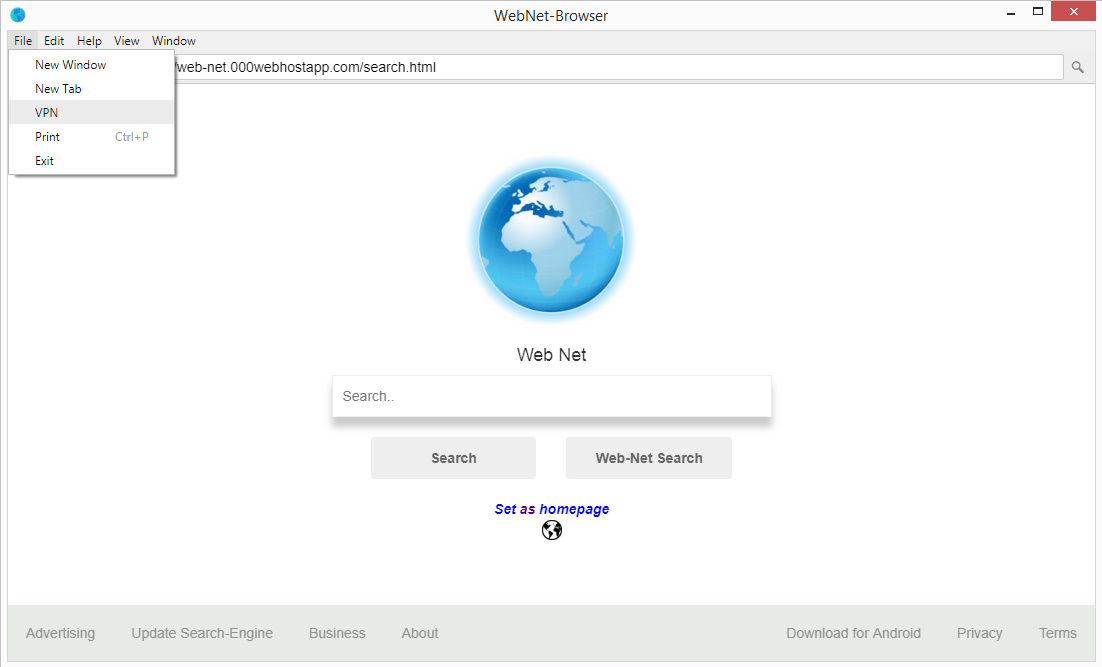 WebNet-Browser
File Edit Help View Window
/web-net.000webhostapp.com/search.html
New Window
New Tab
VPN
Print Ctrl+P
Exit
Web Net
Search..
Search Web-Net Search
Set as homepage
Advertising Update Search-Engine Business About Download for Android Privacy Terms